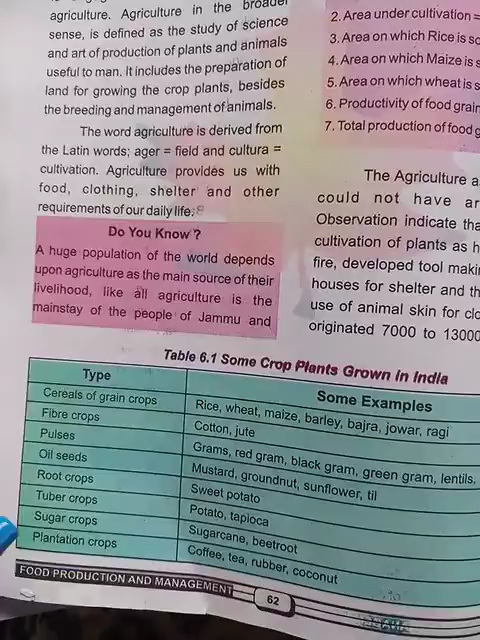 agriculture. Agriculture in the broader
sense, is defined as the study of science
and art of production of plants and animals
useful to man. It includes the preparation of
land for growing the crop plants, besides
the breeding and management of animals.
The word agriculture is derived from
the Latin words; ager = field and cultura =
cultivation. Agriculture provides us with
food, clothing, shelter and other
requirements of our daily life.
Do You Know ?
A huge population of the world depends
upon agriculture as the main source of their
livelihood, like all agriculture is the
mainstay of the people of Jammu and
2. Area under cultivation =
3. Area on which Rice is
4. Area on which Maize is
5. Area on which wheat is
6. Productivity of food
7. Total production of food
The Agriculture
could not have
Observation indicate
cultivation of plants as
fire, developed tool
houses for shelter and
use of animal skin for
originated 7000 to
Table 6.1 Some Crop Plants Grown in India
Type Some Examples
Cereals of grain crops Rice, wheat, maize, barley, bajra, jowar, ragi
Fibre crops Cotton, jute
Pulses Grams, red gram, black gram, green gram, lentils,
Oil seeds Mustard, groundnut, sunflower, til
Root crops Sweet potato
Tuber crops Potato, tapioca
Sugar crops Sugarcane, beetroot
Plantation crops Coffee, tea, rubber, coconut
FOOD PRODUCTION AND MANAGEMENT 62